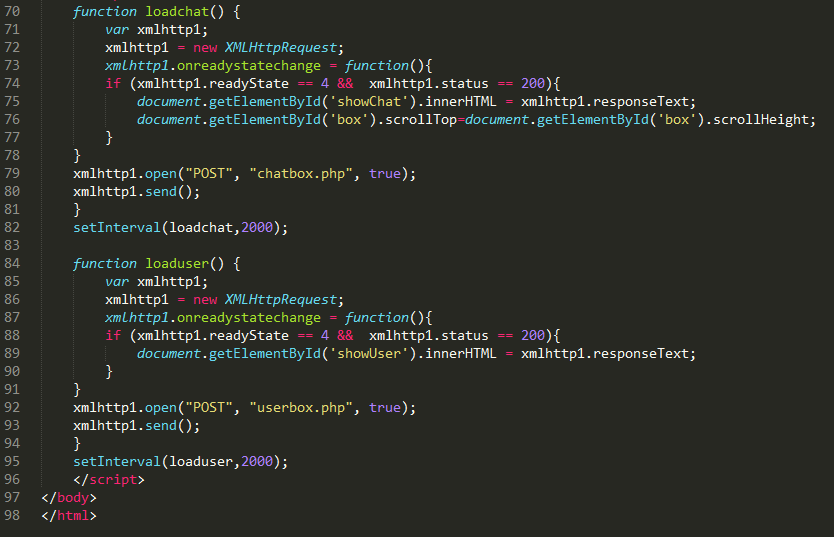 70 function loadchat() {
71 var xmlhttp1;
72 xmlhttp1 = new XMLHttpRequest;
73 xmlhttp1.onreadystatechange = function(){
74 if (xmlhttp1.readyState == 4 &&  xmlhttp1.status == 200){
75 document.getElementById('showChat').innerHTML = xmlhttp1.responseText;
76 document.getElementById('box').scrollTop=document.getElementById('box').scrollHeight;
77 }
78 }
79 xmlhttp1.open("POST", "chatbox.php", true);
80 xmlhttp1.send();
81 }
82 setInterval(loadchat,2000);
83
84 function loaduser() {
85 var xmlhttp1;
86 xmlhttp1 = new XMLHttpRequest;
87 xmlhttp1.onreadystatechange = function(){
88 if (xmlhttp1.readyState == 4 &&  xmlhttp1.status == 200){
89 document.getElementById('showUser').innerHTML = xmlhttp1.responseText;
90 }
91 }
92 xmlhttp1.open("POST", "userbox.php", true);
93 xmlhttp1.send();
94 }
95 setInterval(loaduser,2000);
96 </script>
97 </body>
98 </html>